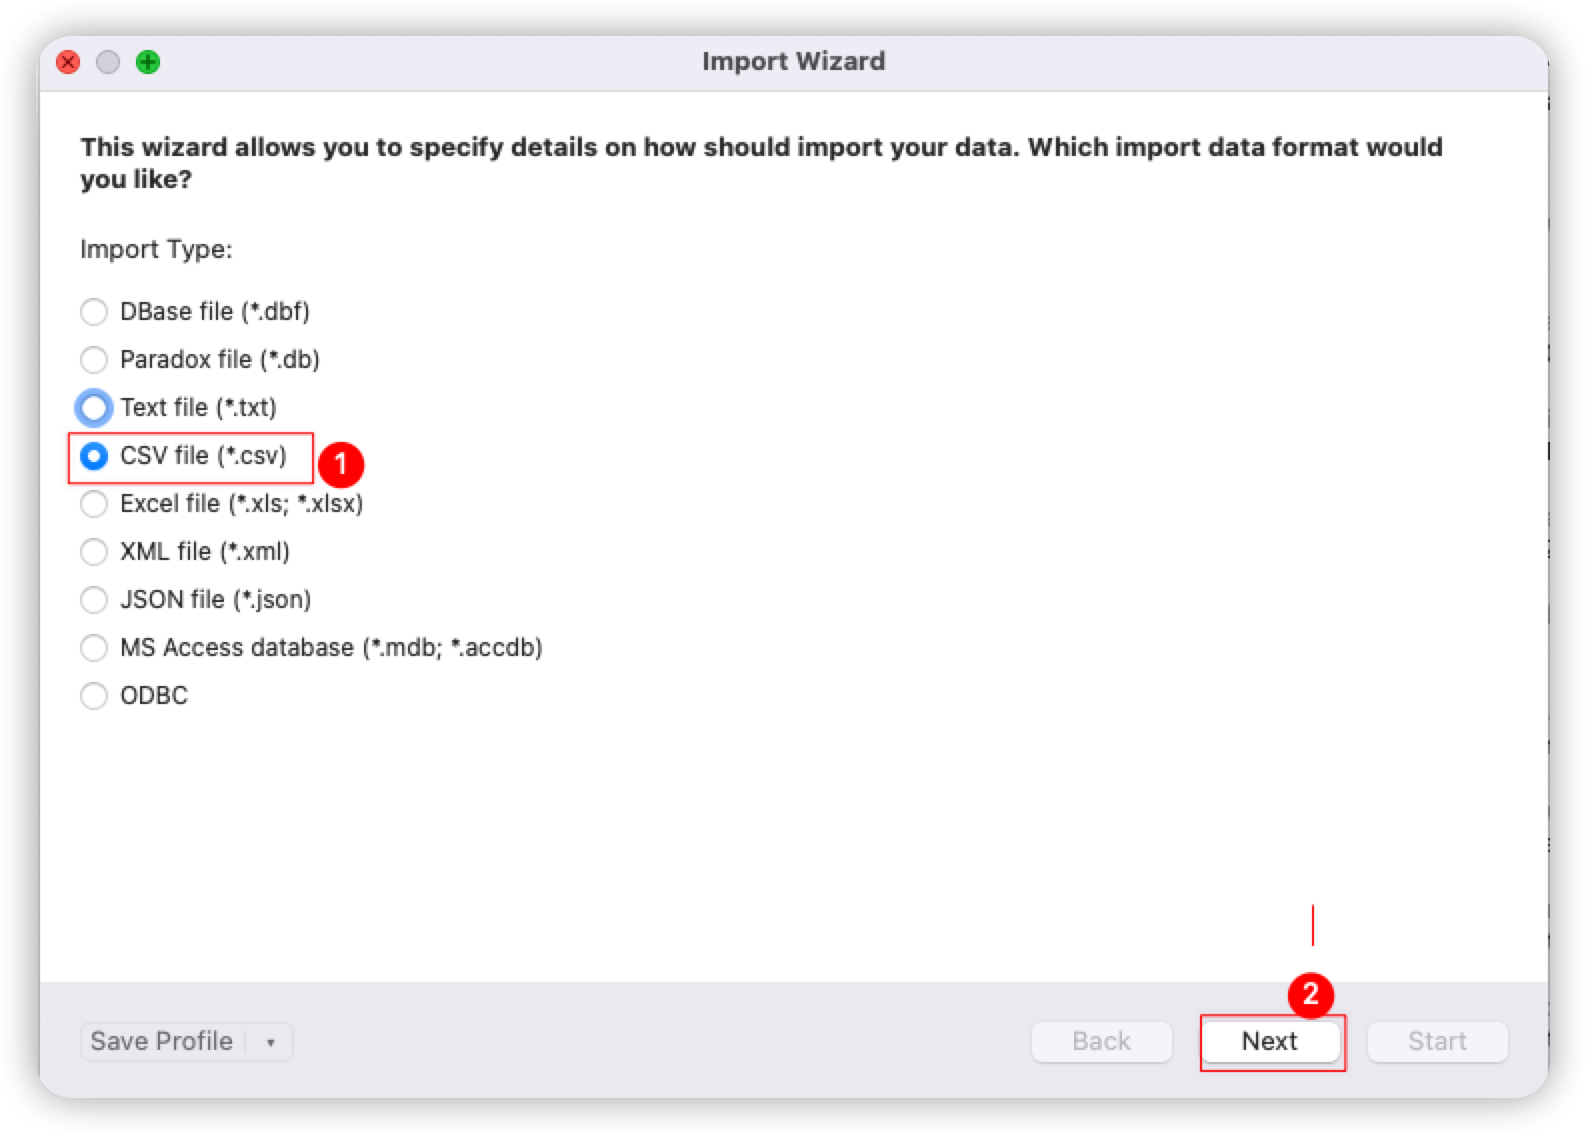 Import Wizard
This wizard allows you to specify details on how should import your data. Which import data format would
you like?
Import Type:
DBase file (*.dbf)
Paradox file (*.db)
Text file (*.txt)
CSV file (*.csv)
1
Excel file (*.xls; *.xlsx)
XML file (*.xml)
JSON file (*.json)
MS Access database (*.mdb; *.accdb)
ODBC
2
Save Profile
Back
Next
Start